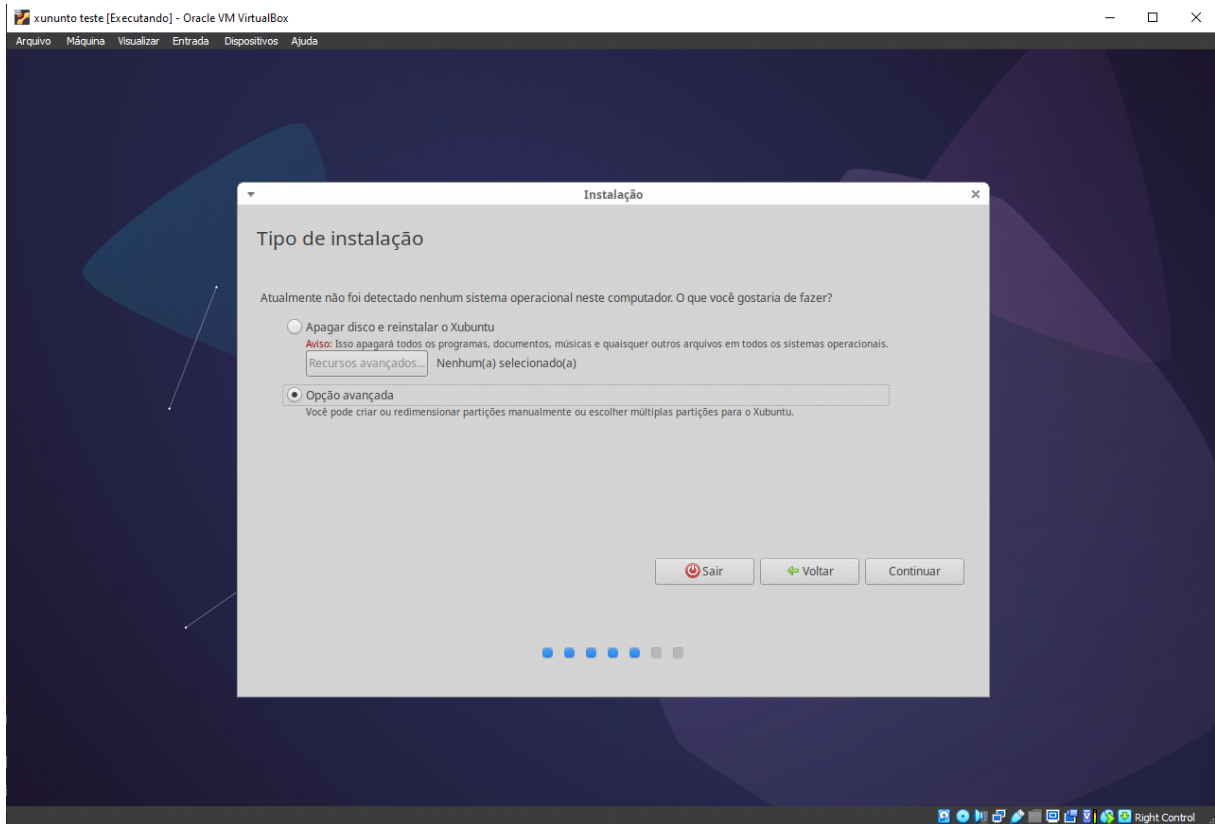 xununto teste [Executando] - Oracle VM VirtualBox
Arquivo Máquina Visualizar Entrada Dispositivos Ajuda
Instalação
Tipo de instalação
Atualmente não foi detectado nenhum sistema operacional neste computador. O que você gostaria de fazer?
Apagar disco e reinstalar o Xubuntu
Aviso: Isso apagará todos os programas, documentos, músicas e quaisquer outros arquivos em todos os sistemas operacionais.
Recursos avançados... Nenhum(a) selecionado(a)
Opção avançada
Você pode criar ou redimensionar partições manualmente ou escolher múltiplas partições para o Xubuntu.
Sair Voltar Continuar
Right Control